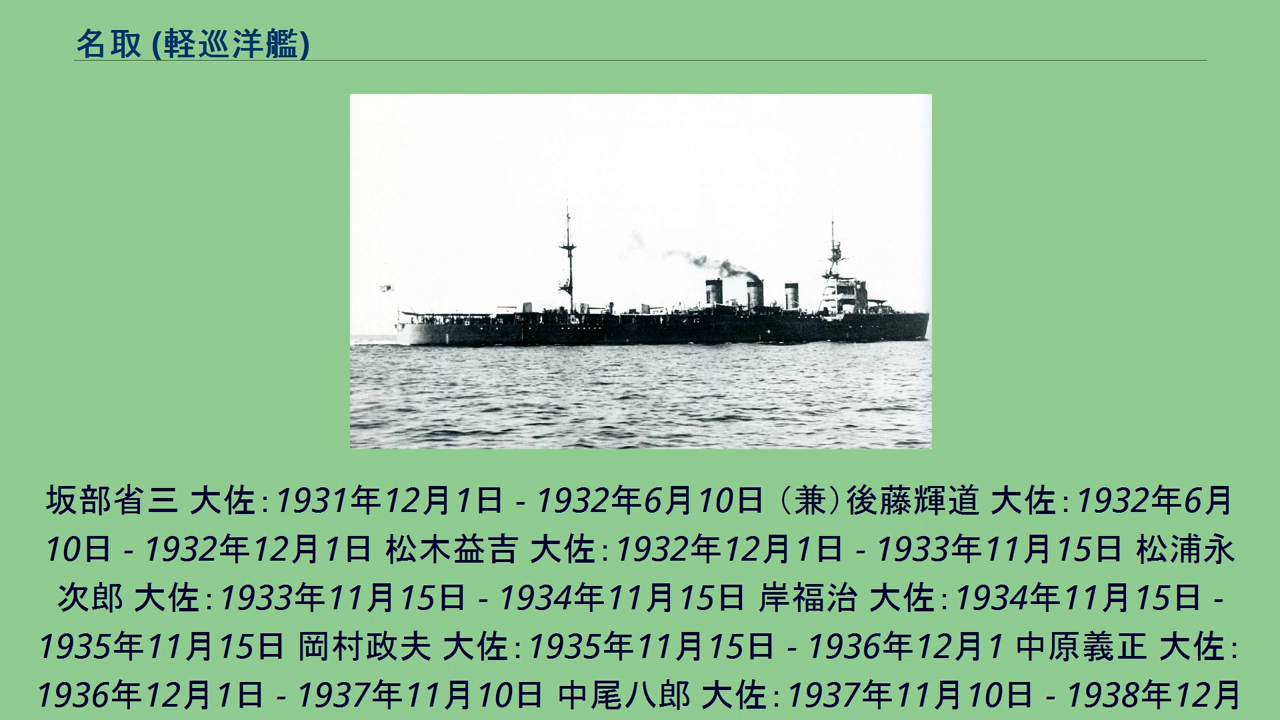 名取 (軽巡洋艦)
坂部省三 大佐：1931年12月1日 - 1932年6月10日 （兼）後藤輝道 大佐：1932年6月
10日 - 1932年12月1日 松木益吉 大佐：1932年12月1日 - 1933年11月15日 松浦永
次郎 大佐：1933年11月15日 - 1934年11月15日 岸福治 大佐：1934年11月15日 -
1935年11月15日 岡村政夫 大佐：1935年11月15日 - 1936年12月1 中原義正 大佐：
1936年12月1日 - 1937年11月10日 中尾八郎 大佐：1937年11月10日 - 1938年12月